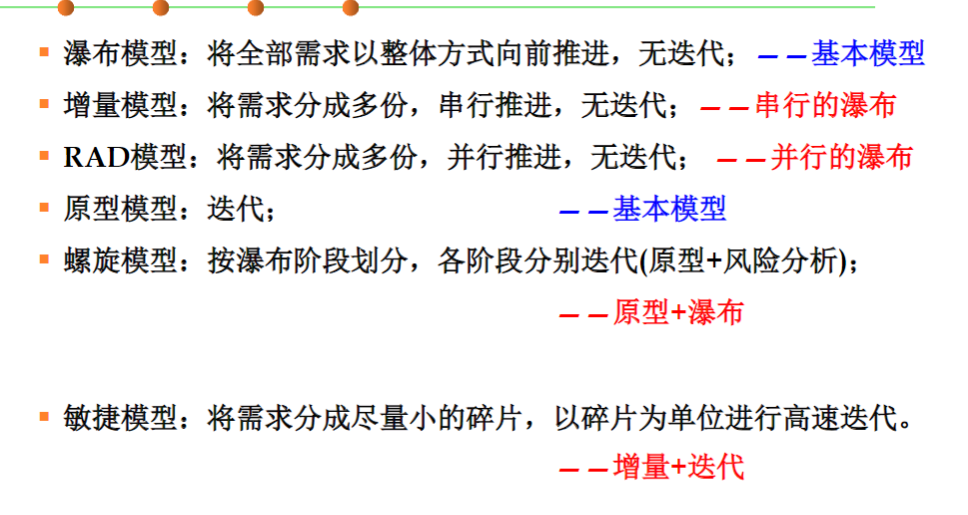 瀑布模型：将全部需求以整体方式向前推进，无迭代；——基本模型
增量模型：将需求分成多份，串行推进，无迭代；——串行的瀑布
RAD模型：将需求分成多份，并行推进，无迭代；——并行的瀑布
原型模型：迭代；——基本模型
螺旋模型：按瀑布阶段划分，各阶段分别迭代(原型+风险分析)；
——原型+瀑布
敏捷模型：将需求分成尽量小的碎片，以碎片为单位进行高速迭代。
——增量+迭代